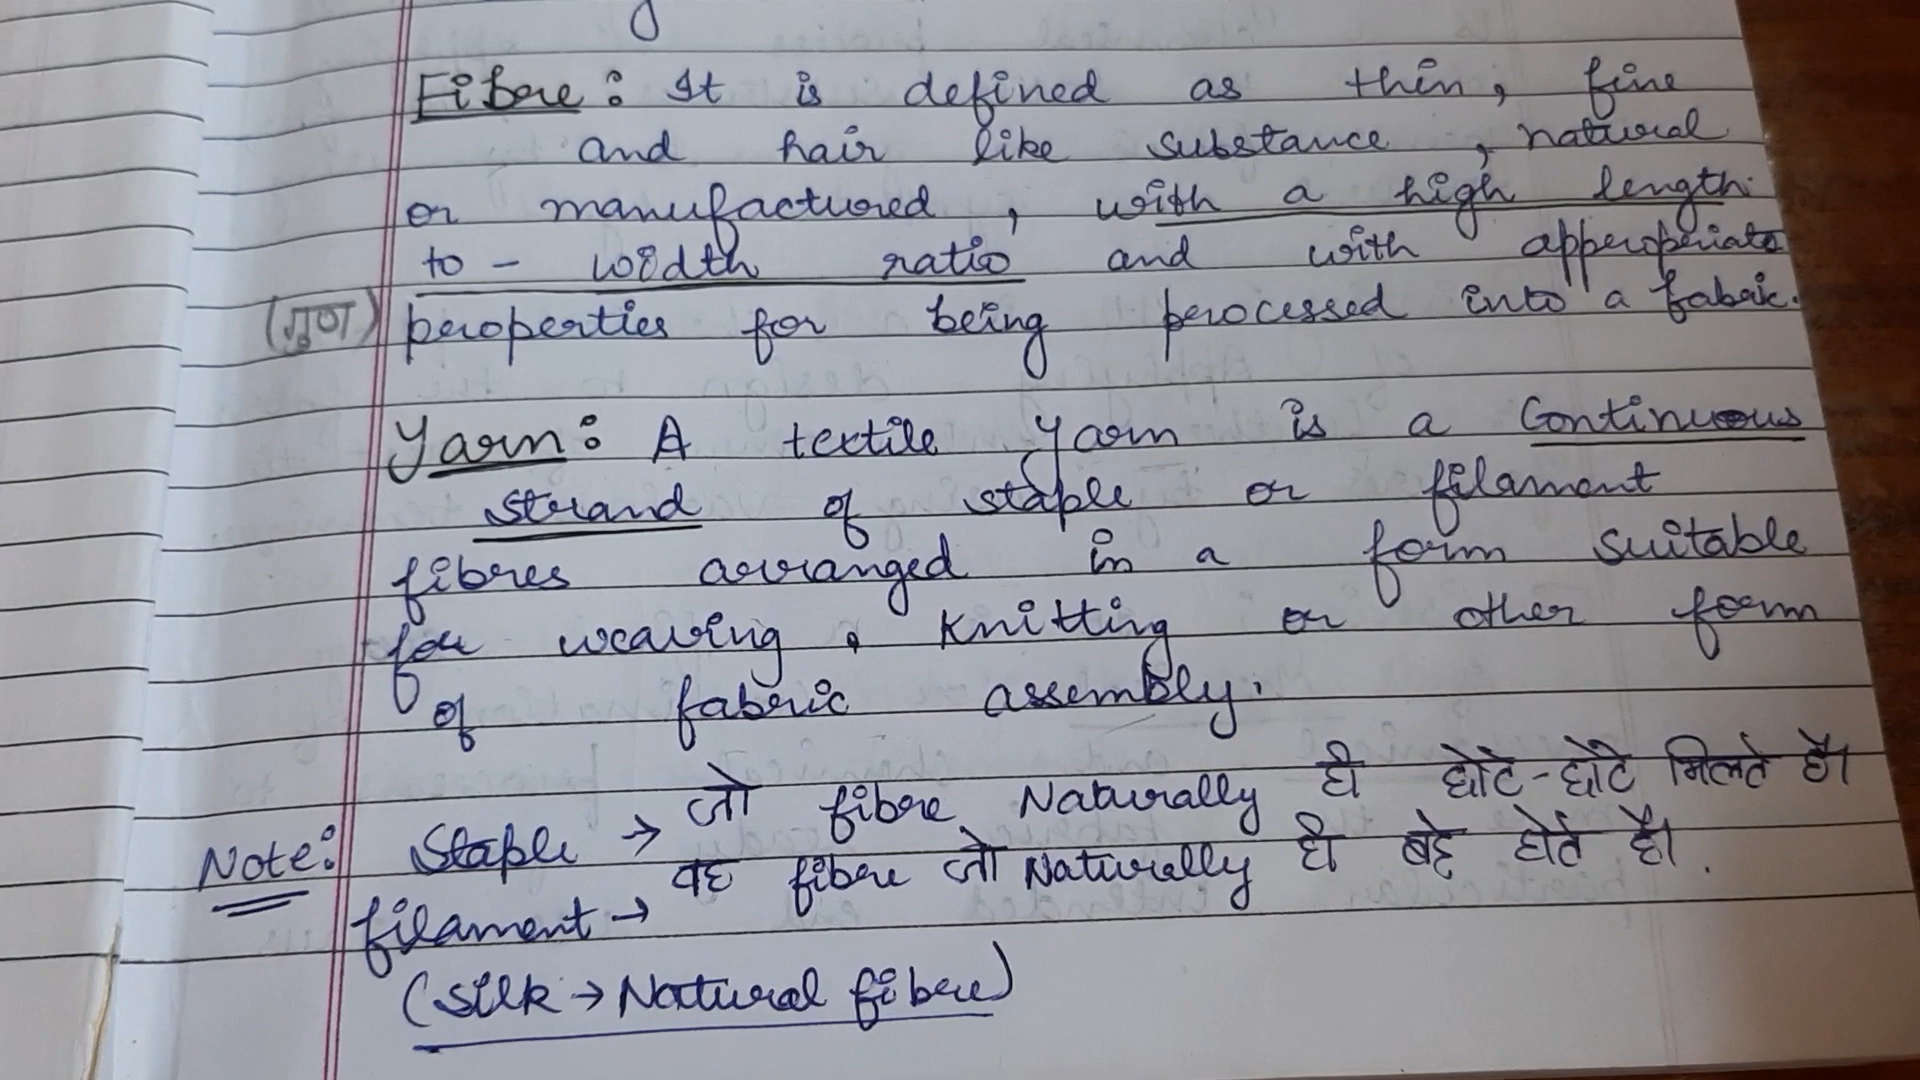 Fibre: It is defined as thin, fine
and hair like substance, natural
or manufactured, with a high length
to - width ratio and with appropriate
(गुण) properties for being processed into a fabric.
Yarn: A textile yarn is a Continuous
strand of staple or filament
fibres arranged in a form suitable
for weaving, Knitting or other form
of fabric assembly.
Note: Staple → जो fibre Naturally ही छोटे-छोटे मिलते है।
filament → वह fibre जो Naturally ही बड़े होते है।.
(silk → Natural fibre)